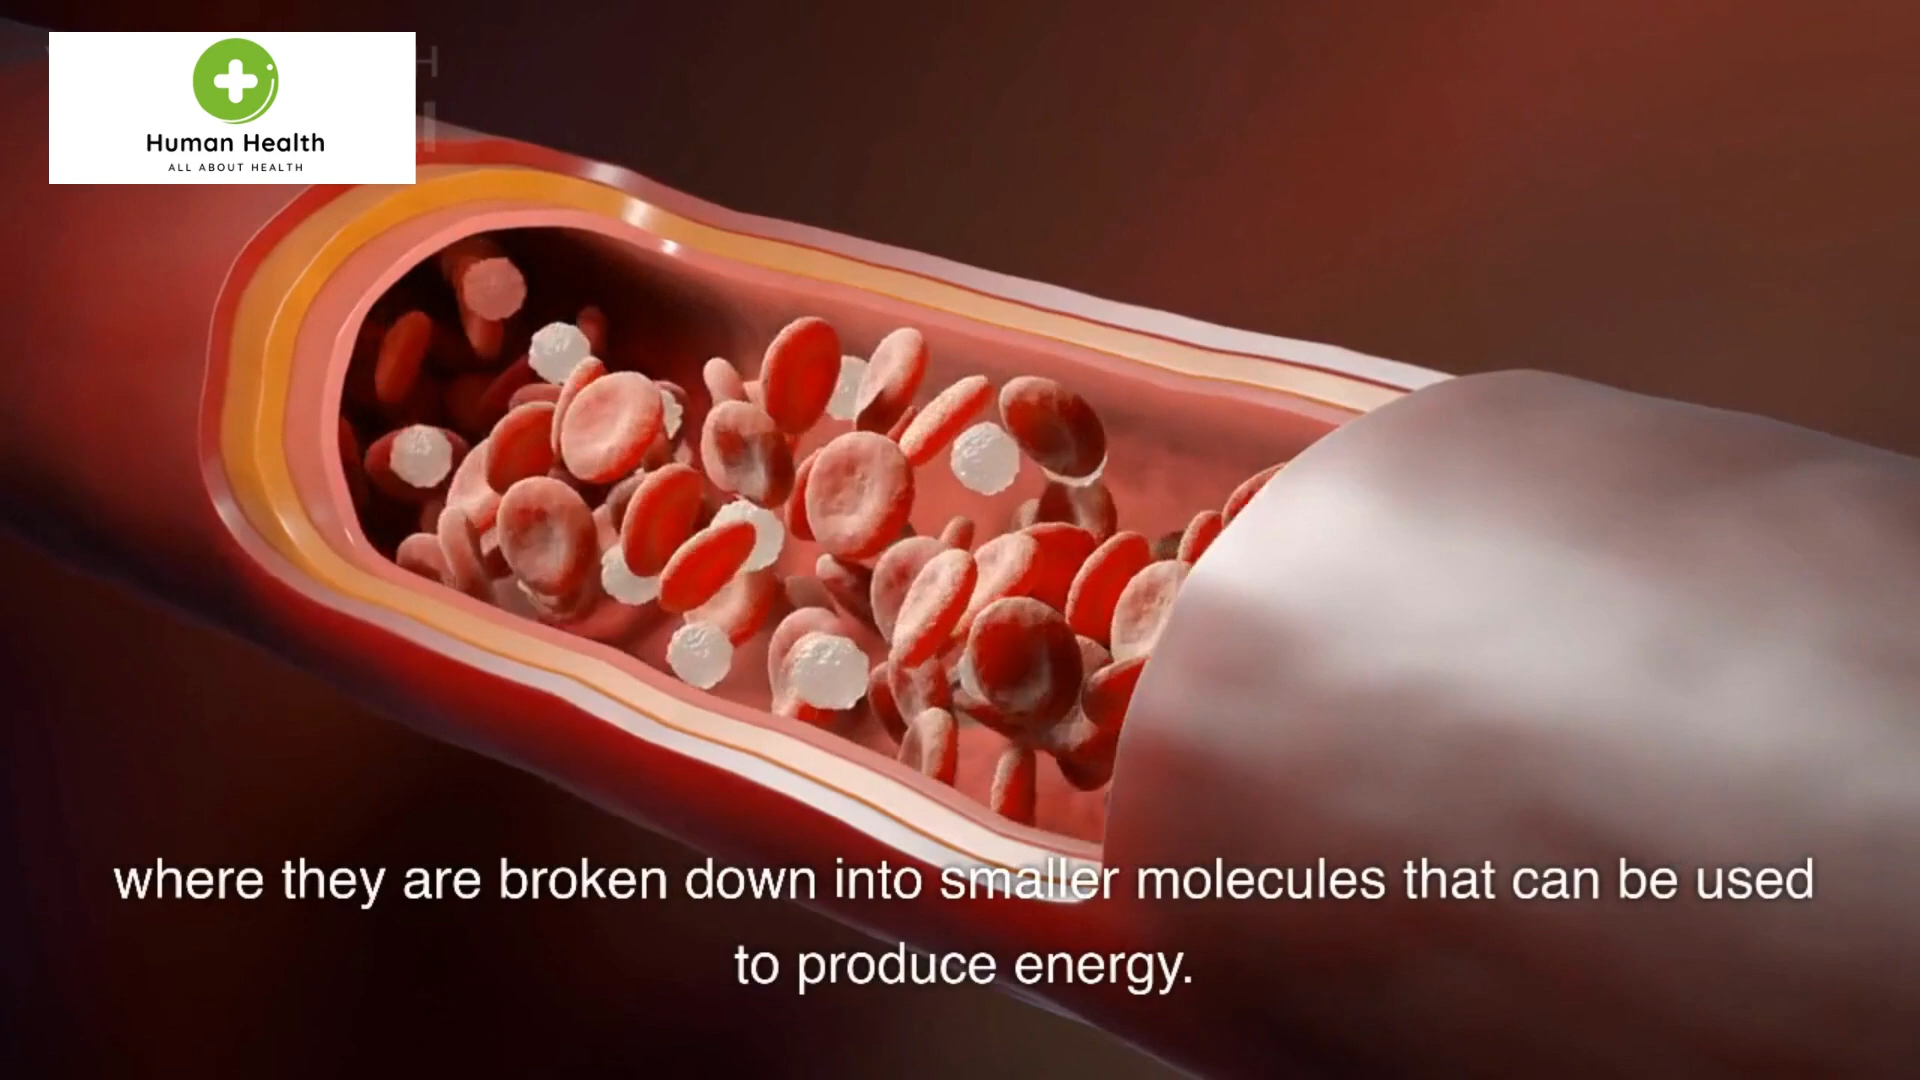 Human Health
ALL ABOUT HEALTH
where they are broken down into smaller molecules that can be used
to produce energy.